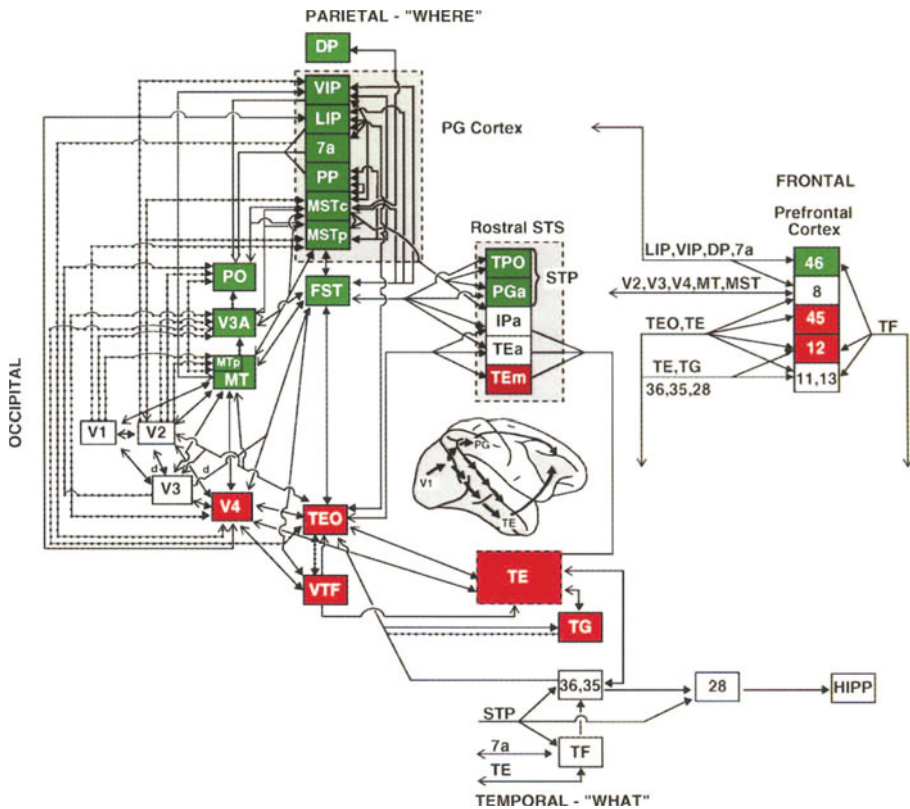 PARIETAL - "WHERE"
DP
VIP
LIP
7a
PP
MSTc
MSTp
PG Cortex
FRONTAL
Prefrontal
Cortex
46
8
45
12
11,13
LIP,VIP,DP,7a
V2,V3,V4,MT,MST
TEO,TE
TE,TG
36,35,28
TF
Rostral STS
TPO
PGa
STP
IPa
TEa
TEm
OCCIPITAL
PO
FST
V3A
MTp
MT
V1
V2
d
d
V3
V4
TEO
VTF
PG
V1
TE
TE
TG
36,35
28
HIPP
STP
7a
TF
TE
TEMPORAL - "WHAT"